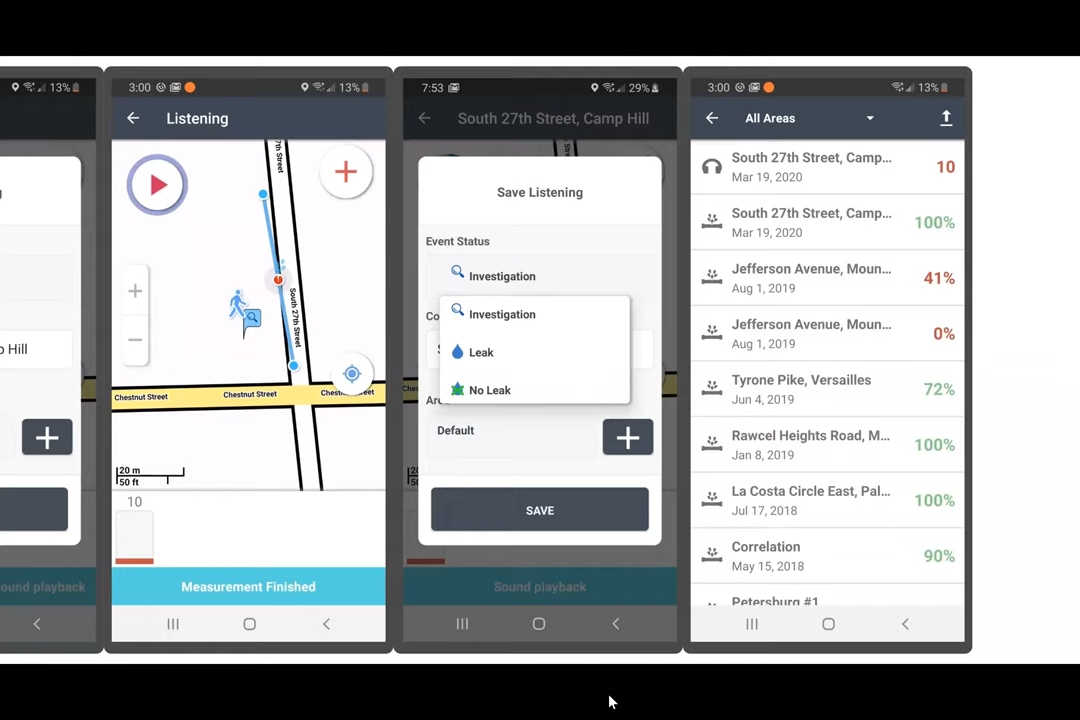 13%
p Hill
ound playback
3:00
13%
Listening
South 27th Street
Chestnut Street
Chestnut Street
20 m
50 ft
10
Measurement Finished
7:53
29%
South 27th Street, Camp Hill
Save Listening
Event Status
Investigation
Investigation
Leak
No Leak
Default
SAVE
Sound playback
3:00
13%
All Areas
South 27th Street, Camp...
Mar 19, 2020
10
South 27th Street, Camp...
Mar 19, 2020
100%
Jefferson Avenue, Moun...
Aug 1, 2019
41%
Jefferson Avenue, Moun...
Aug 1, 2019
0%
Tyrone Pike, Versailles
Jun 4, 2019
72%
Rawcel Heights Road, M...
Jan 8, 2019
100%
La Costa Circle East, Pal...
Jul 17, 2018
100%
Correlation
May 15, 2018
90%
Petersburg #1